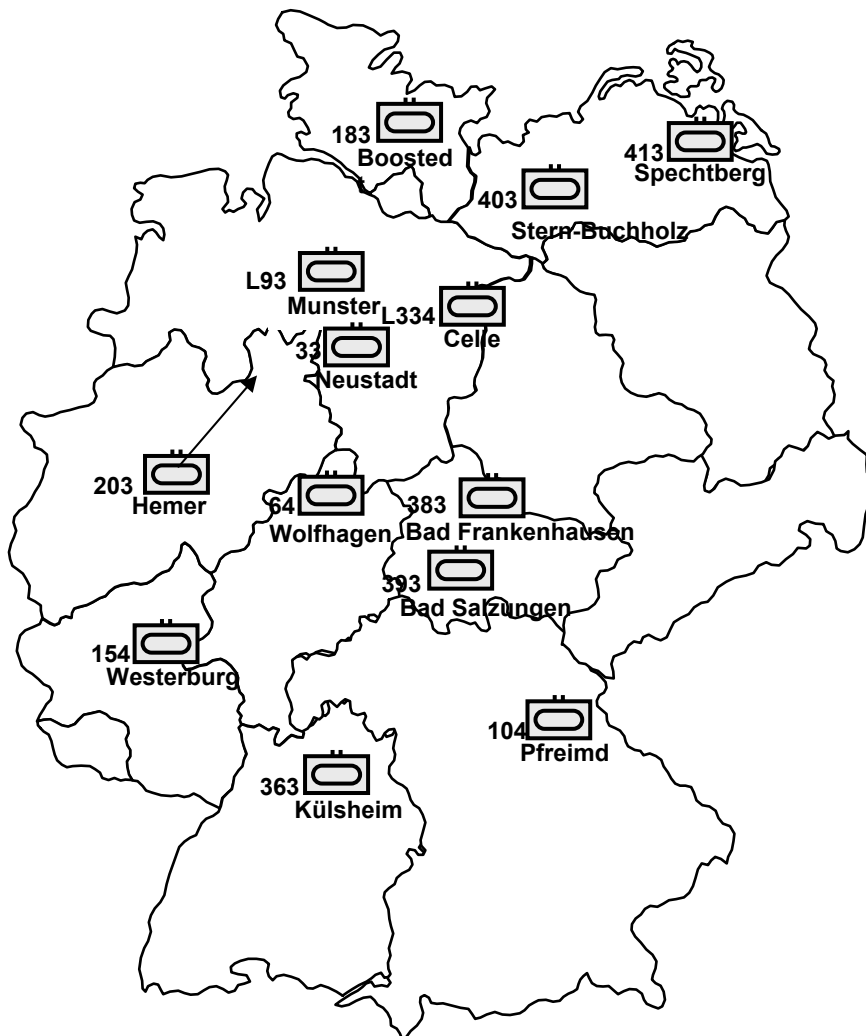 183
Boosted
413
Spechtberg
403
Stern-Buchholz
L93
Munster
L334
Celle
33
Neustadt
203
Hemer
64
Wolfhagen
383
Bad Frankenhausen
393
Bad Salzungen
154
Westerburg
104
Pfreimd
363
Külsheim